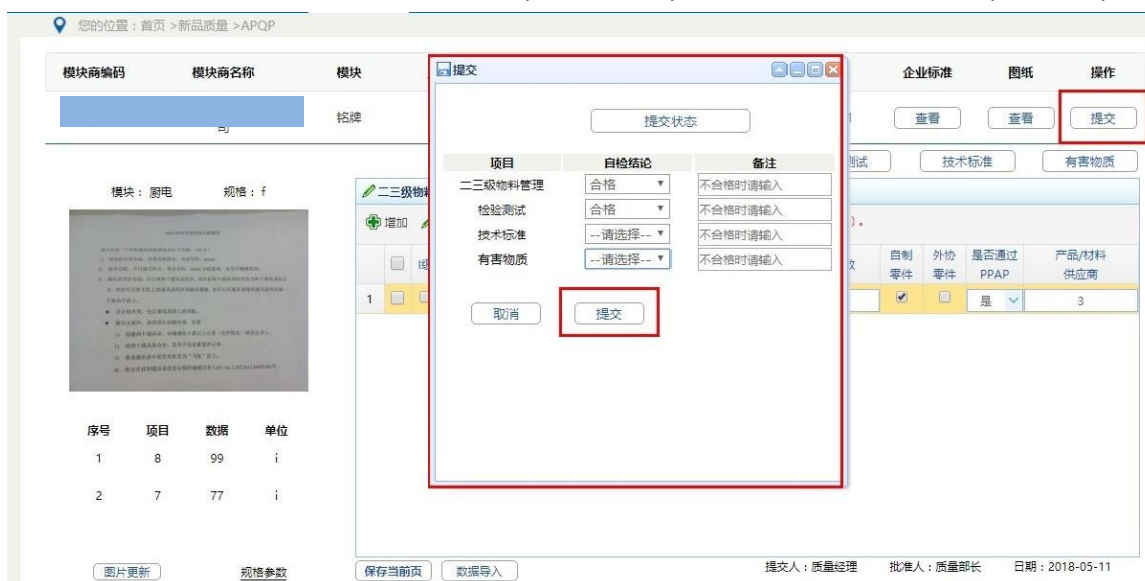 您的位置：首页 >新品质量 >APQP
模块商编码 模块商名称 模块 企业标准 图纸 操作
铭牌 查看 查看 提交
技术标准 有害物质
模块： 厨电 规格： f
二三级物料
增加
自制零件 外协零件 是否通过PPAP 产品/材料供应商
1 是 3
提交
提交状态
项目 自检结论 备注
二三级物料管理 合格 不合格时请输入
检验测试 合格 不合格时请输入
技术标准 --请选择-- 不合格时请输入
有害物质 --请选择-- 不合格时请输入
取消 提交
序号 项目 数据 单位
1 8 99 i
2 7 77 i
图片更新 规格参数
保存当前页 数据导入
提交人：质量经理 批准人：质量部长 日期：2018-05-11